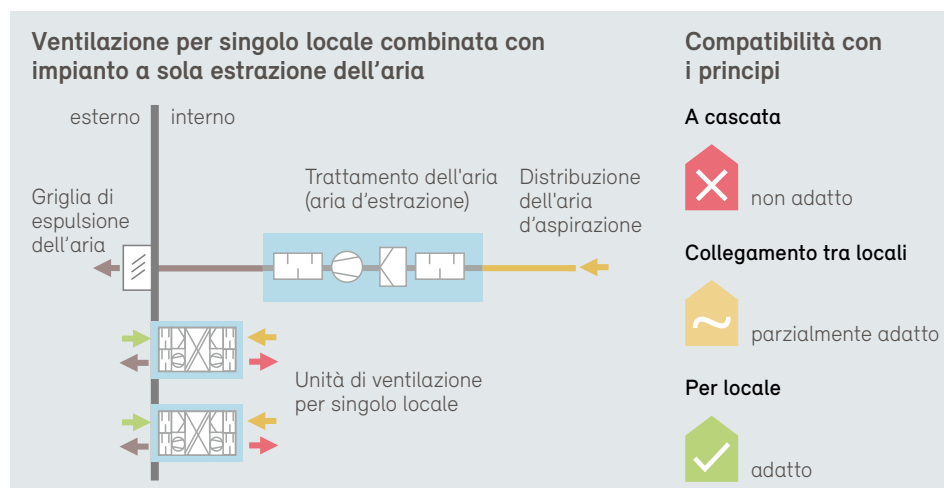 Ventilazione per singolo locale combinata con
impianto a sola estrazione dell'aria
esterno
interno
Griglia di
espulsione
dell'aria
Trattamento dell'aria
(aria d'estrazione)
Distribuzione
dell'aria
d'aspirazione
Unità di ventilazione
per singolo locale
Compatibilità con
i principi
A cascata
non adatto
Collegamento tra locali
parzialmente adatto
Per locale
adatto